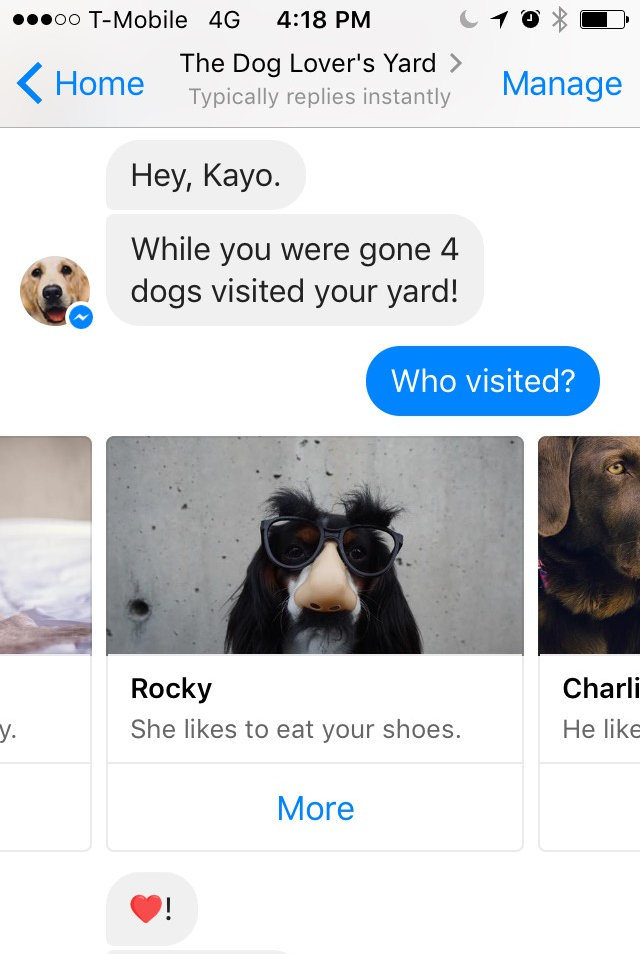 T-Mobile 4G 4:18 PM
Home
The Dog Lover's Yard
Typically replies instantly
Manage
Hey, Kayo.
While you were gone 4
dogs visited your yard!
Who visited?
y.
Rocky
She likes to eat your shoes.
More
Charli
He like
❤️!